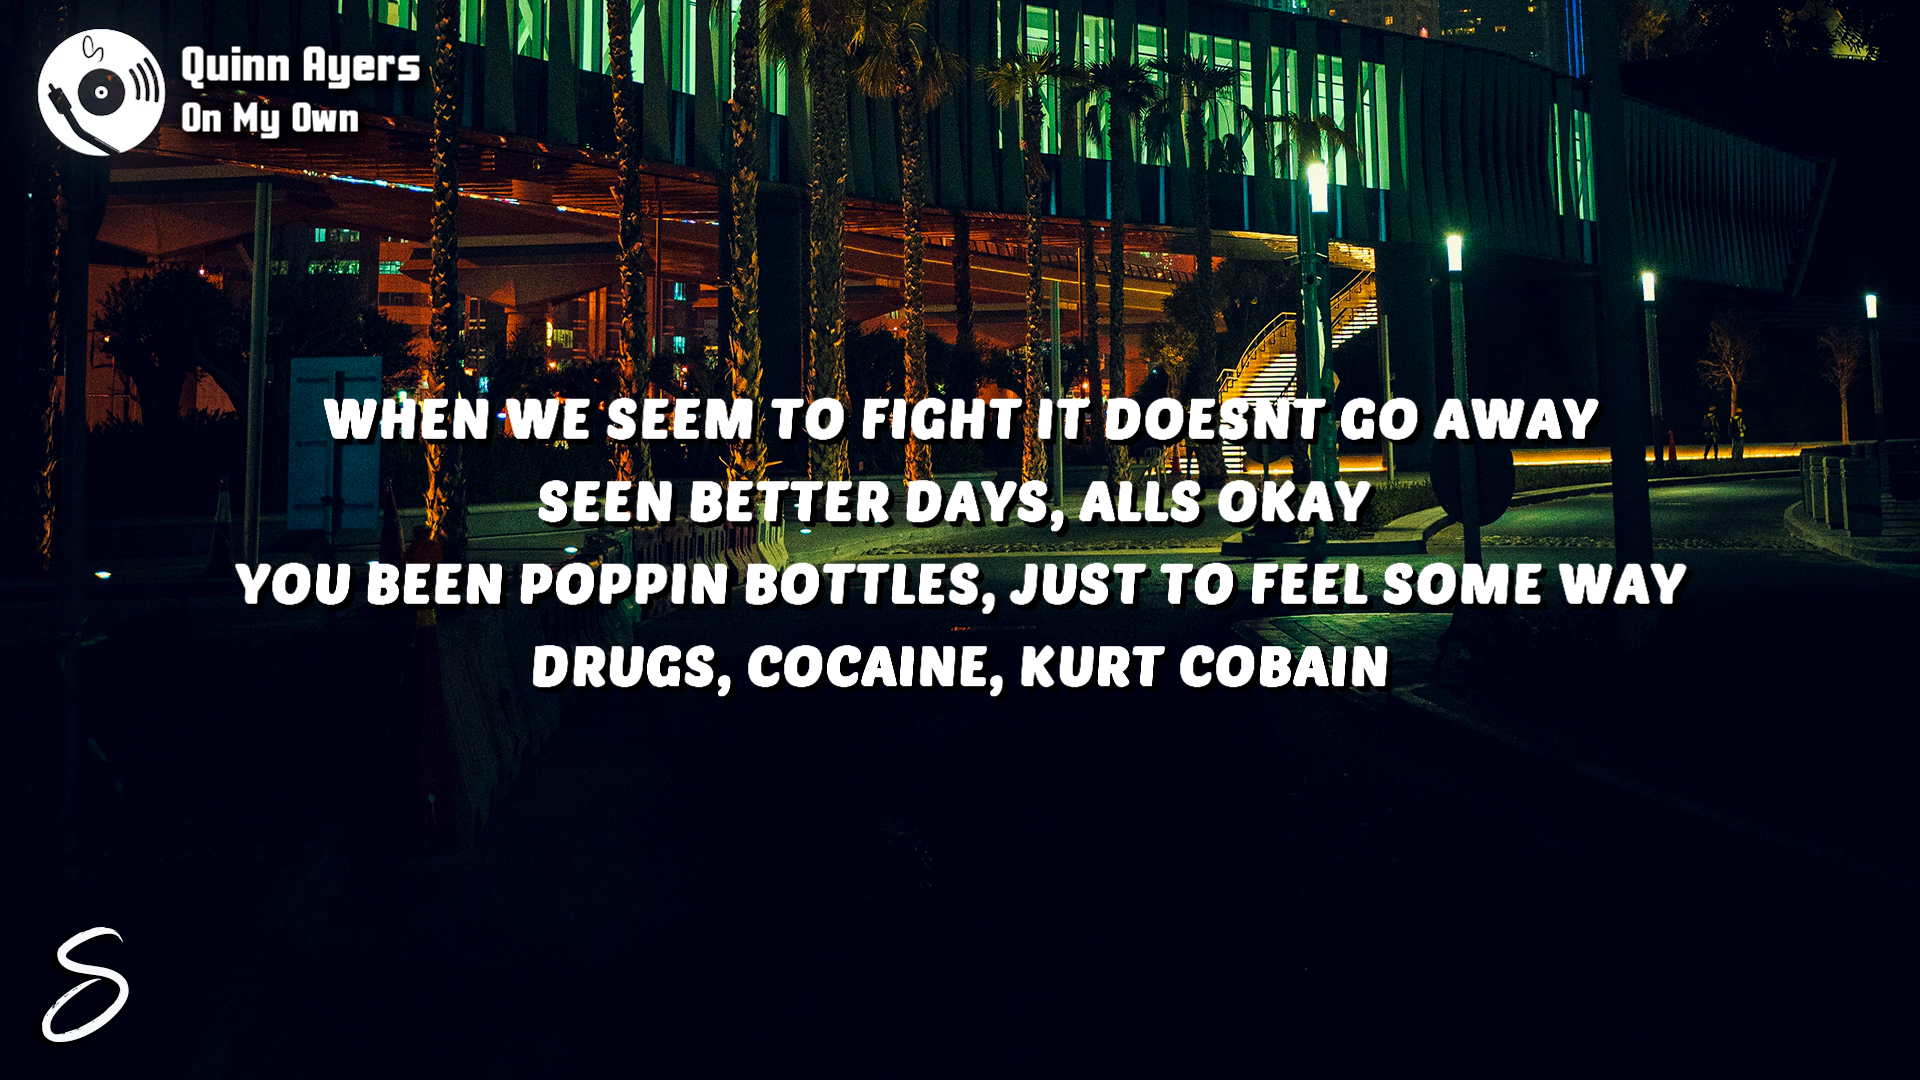 Quinn Ayers
On My Own
WHEN WE SEEM TO FIGHT IT DOESNT GO AWAY
SEEN BETTER DAYS, ALLS OKAY
YOU BEEN POPPIN BOTTLES, JUST TO FEEL SOME WAY
DRUGS, COCAINE, KURT COBAIN
S